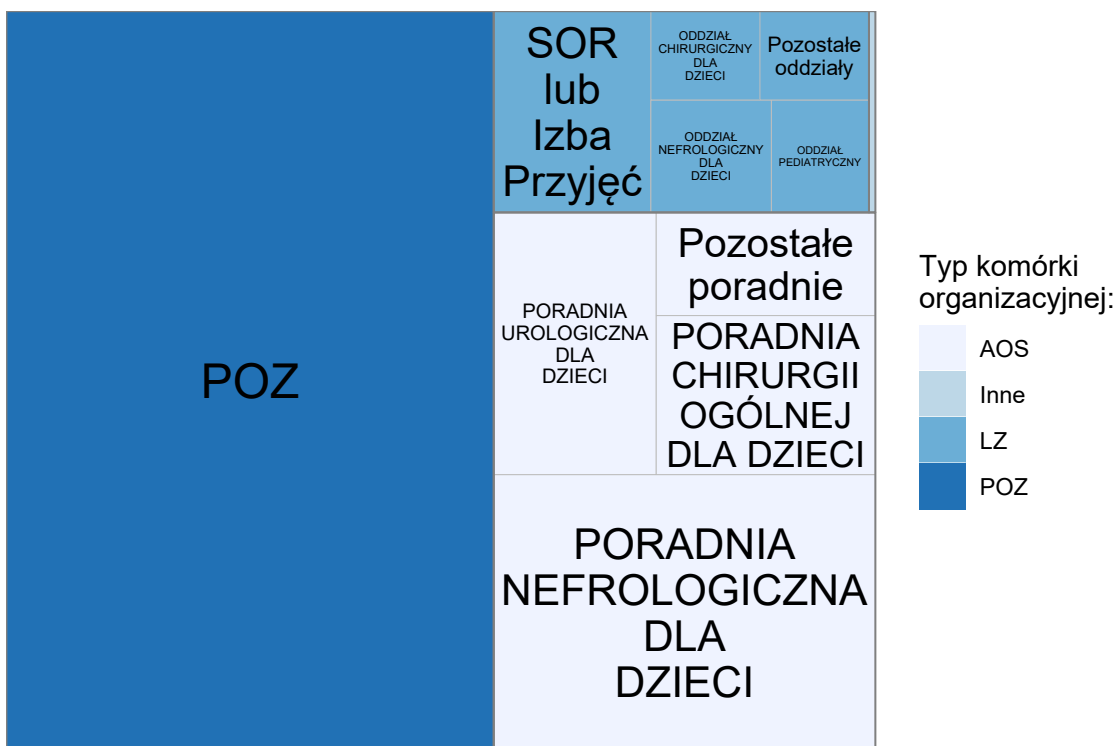 POZ
SOR
lub
Izba
Przyjęć
ODDZIAŁ
CHIRURGICZNY
DLA
DZIECI
Pozostałe
oddziały
ODDZIAŁ
NEFROLOGICZNY
DLA
DZIECI
ODDZIAŁ
PEDIATRYCZNY
PORADNIA
UROLOGICZNA
DLA
DZIECI
Pozostałe
poradnie
PORADNIA
CHIRURGII
OGÓLNEJ
DLA DZIECI
PORADNIA
NEFROLOGICZNA
DLA
DZIECI
Typ komórki
organizacyjnej:
AOS
Inne
LZ
POZ